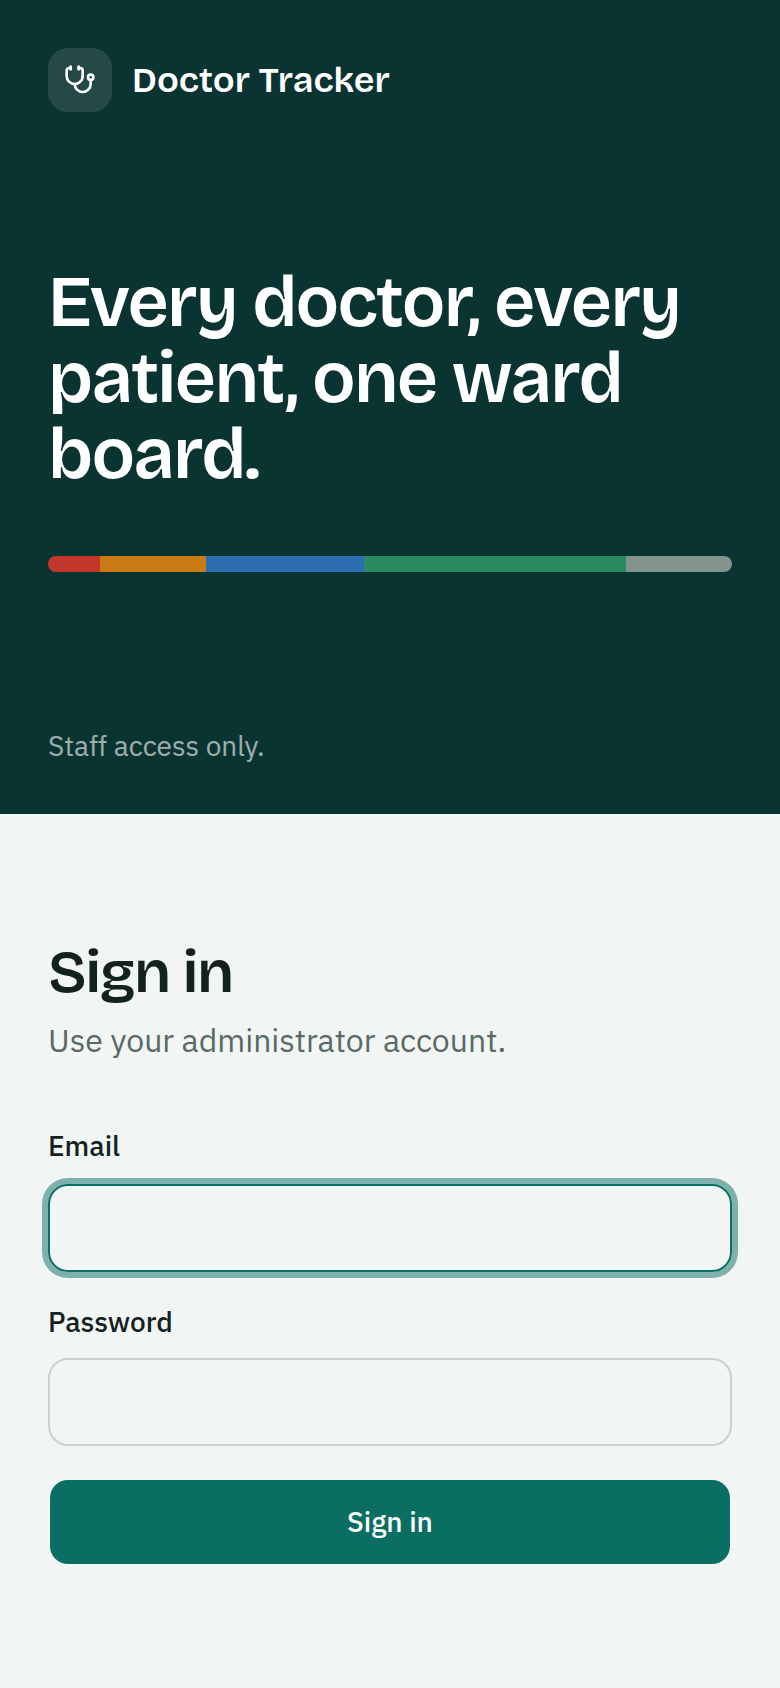 Doctor Tracker
Every doctor, every
patient, one ward
board.
Staff access only.
Sign in
Use your administrator account.
Email
Password
Sign in